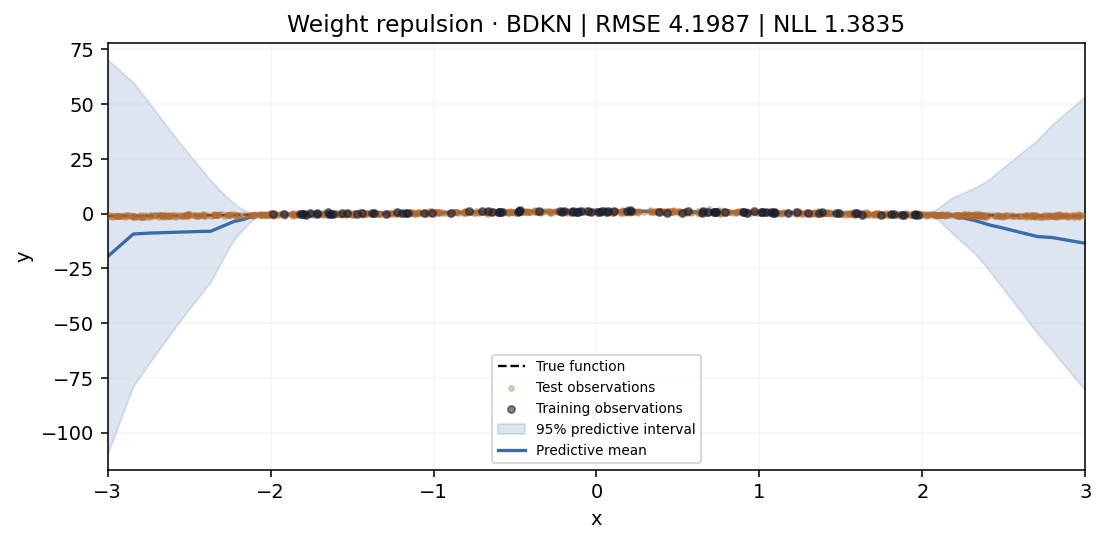 Weight repulsion · BDKN | RMSE 4.1987 | NLL 1.3835
75
50
25
0
−25
−50
−75
−100
y
True function
Test observations
Training observations
95% predictive interval
Predictive mean
−3 −2 −1 0 1 2 3
x